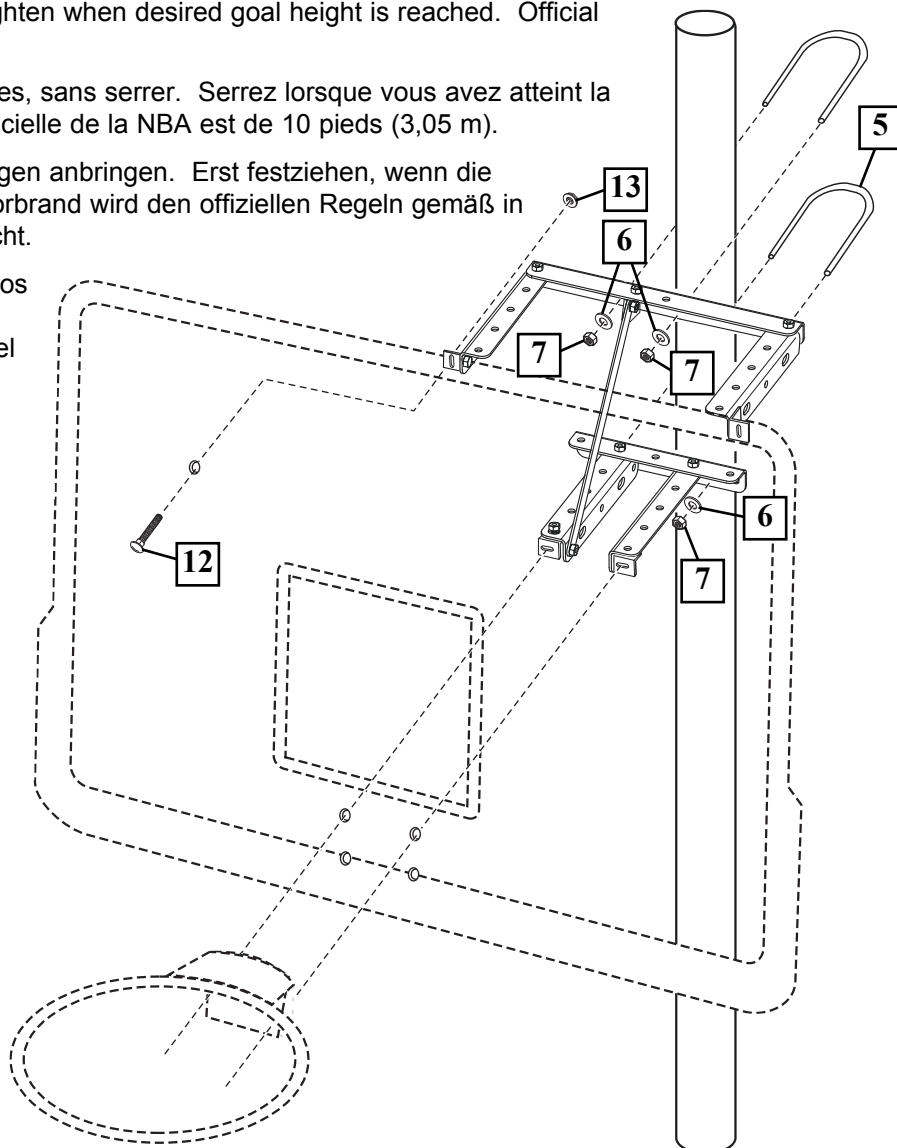 ghten when desired goal height is reached.  Official
es, sans serrer.  Serrez lorsque vous avez atteint la
cielle de la NBA est de 10 pieds (3,05 m).
gen anbringen.  Erst festziehen, wenn die
orbrand wird den offiziellen Regeln gemäß in
cht.
os
el
5
13
6
7
7
6
7
12